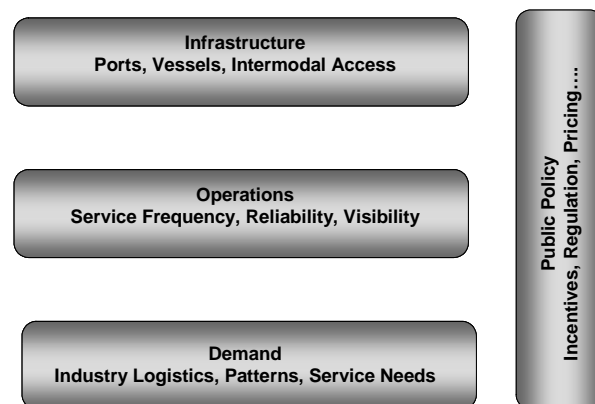 Infrastructure
Ports, Vessels, Intermodal Access
Operations
Service Frequency, Reliability, Visibility
Demand
Industry Logistics, Patterns, Service Needs
Public Policy
Incentives, Regulation, Pricing….